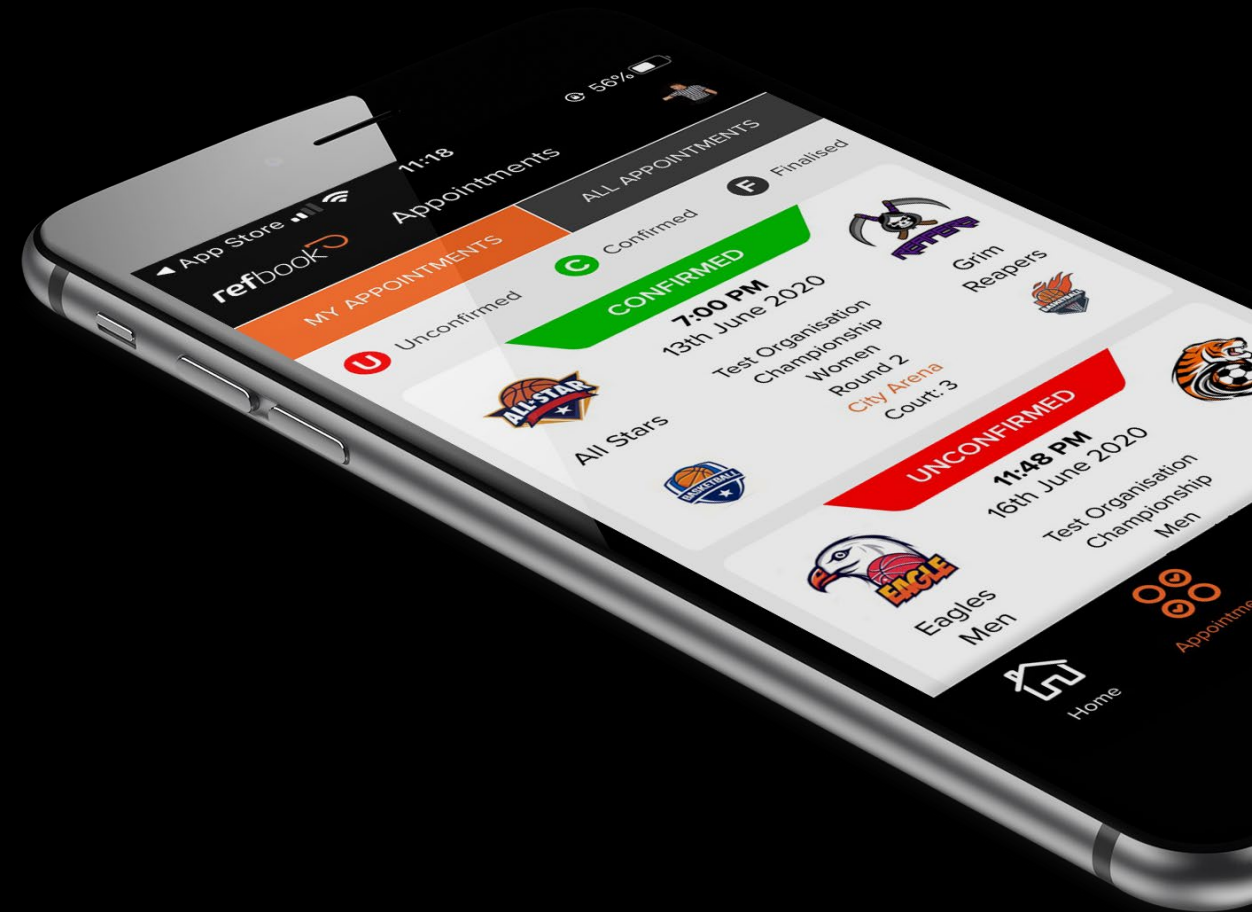 ◀ App Store
11:18
56%
refbook
Appointments
MY APPOINTMENTS
ALL APPOINTMENTS
U Unconfirmed
C Confirmed
F Finalised
CONFIRMED
7:00 PM
13th June 2020
Test Organisation
Championship
Women
Round 2
City Arena
Court: 3
ALL-STAR
All Stars
BASKETBALL
Grim
Reapers
BASKETBALL
UNCONFIRMED
11:48 PM
16th June 2020
Test Organisation
Championship
Men
EAGLE
Eagles
Men
Home
Appointme